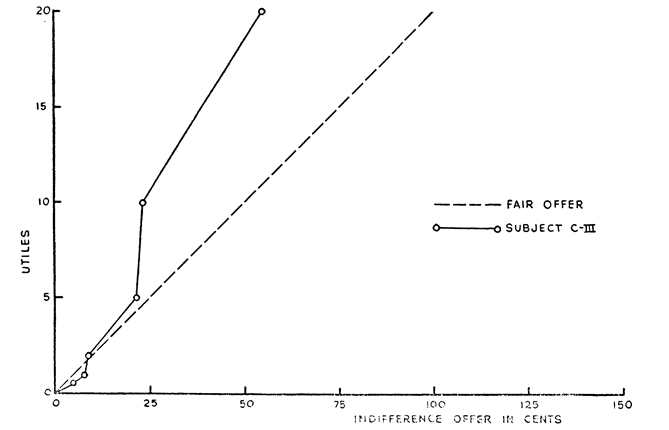 20
15
10
5
0
UTILES
0 25 50 75 100 125 150
INDIFFERENCE OFFER IN CENTS
FAIR OFFER
SUBJECT C-III